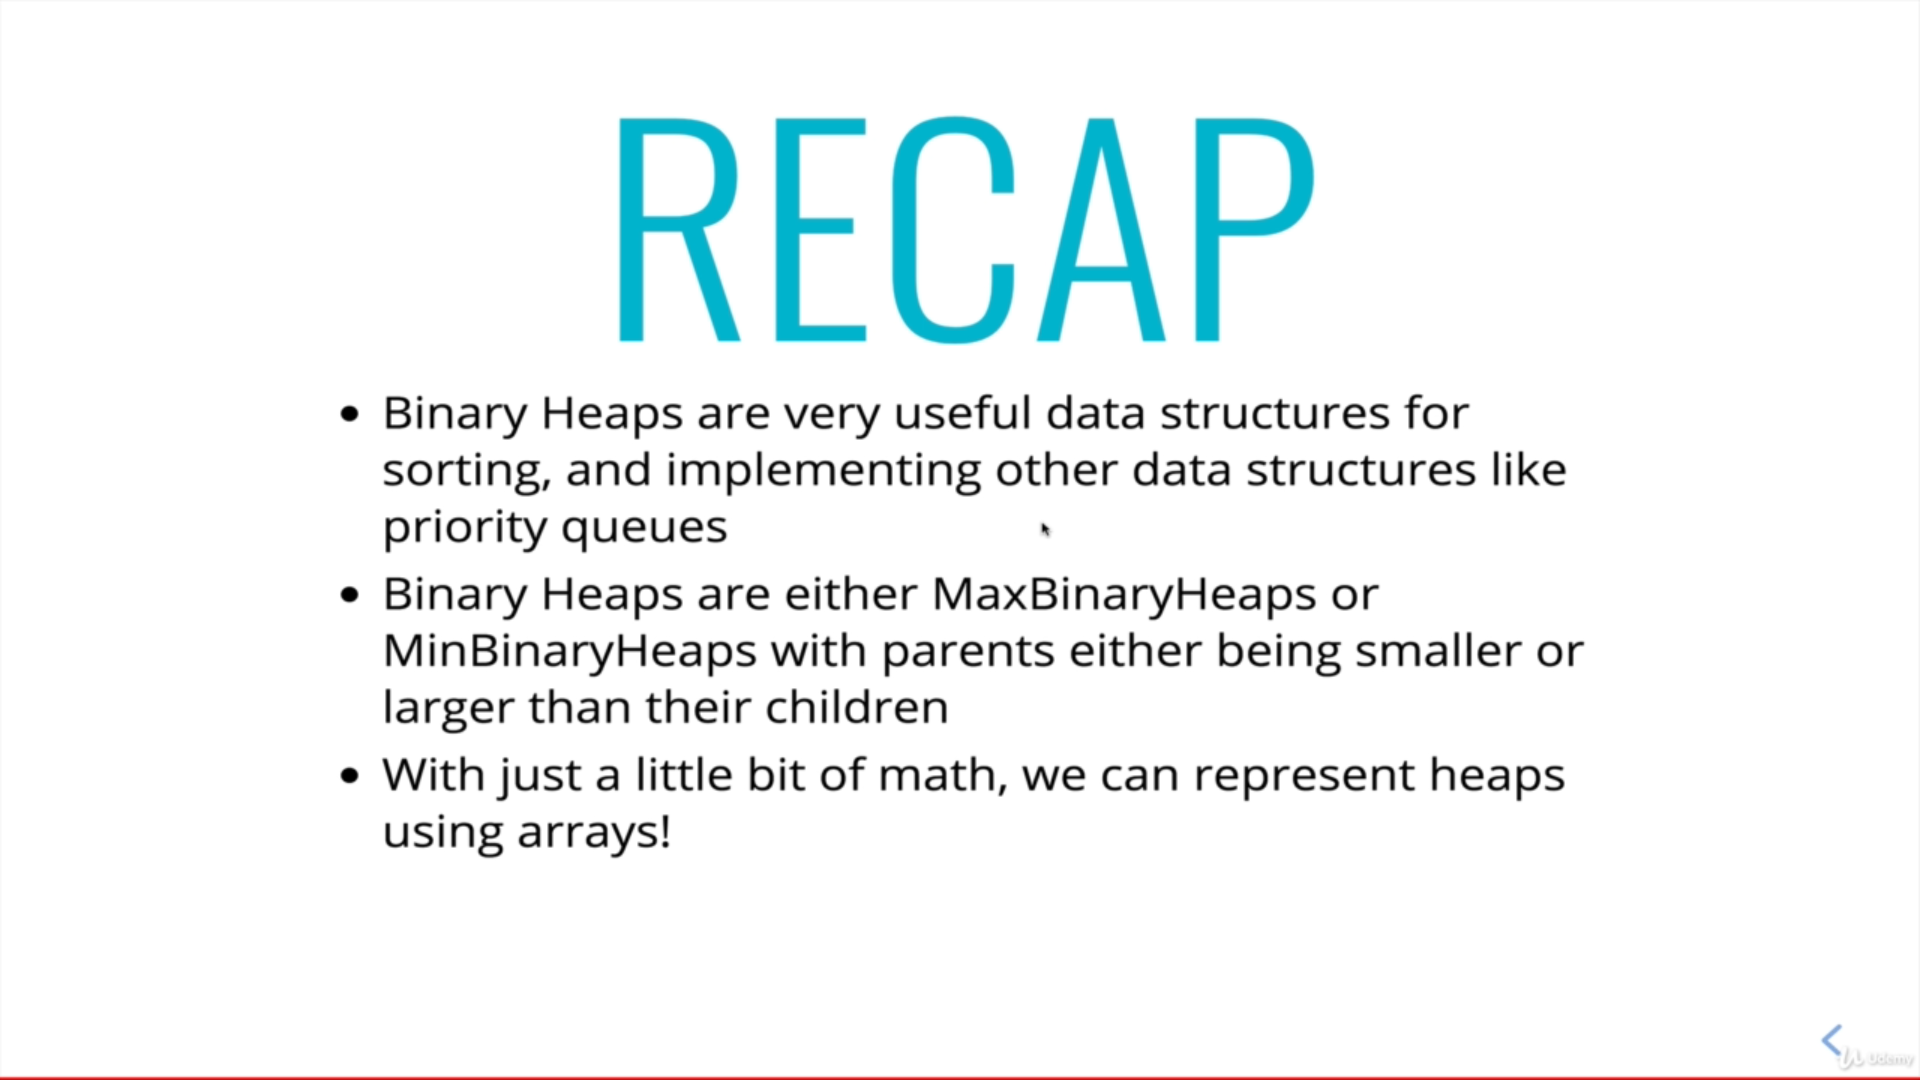 RECAP
• Binary Heaps are very useful data structures for
sorting, and implementing other data structures like
priority queues
• Binary Heaps are either MaxBinaryHeaps or
MinBinaryHeaps with parents either being smaller or
larger than their children
• With just a little bit of math, we can represent heaps
using arrays!
Udemy